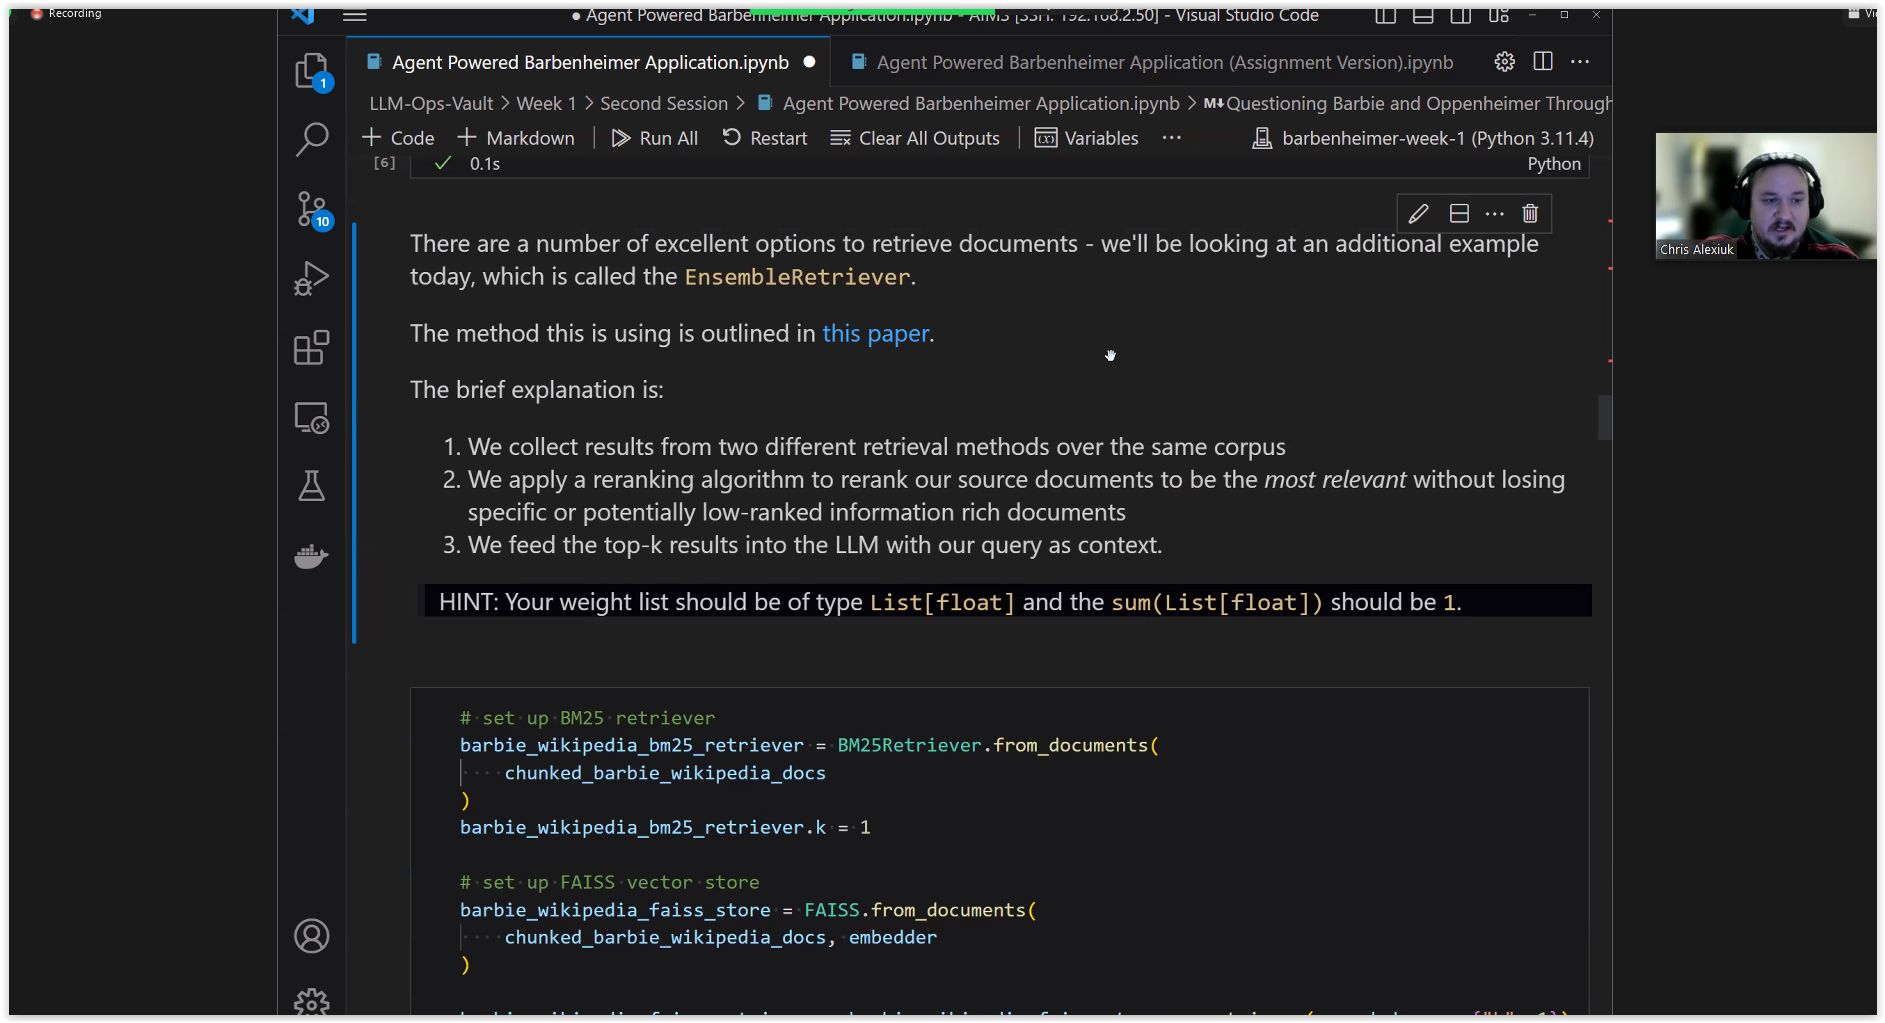 Recording
Agent Powered Barbenheimer Application.ipynb - AIMS [SSH: 192.168.2.50] - Visual Studio Code
Agent Powered Barbenheimer Application.ipynb
Agent Powered Barbenheimer Application (Assignment Version).ipynb
1
LLM-Ops-Vault > Week 1 > Second Session > Agent Powered Barbenheimer Application.ipynb > M↓Questioning Barbie and Oppenheimer Through
+ Code + Markdown Run All Restart Clear All Outputs Variables ··· barbenheimer-week-1 (Python 3.11.4)
[6] ✓ 0.1s Python
10
Chris Alexiuk
There are a number of excellent options to retrieve documents - we'll be looking at an additional example
today, which is called the EnsembleRetriever.
The method this is using is outlined in this paper.
The brief explanation is:
1. We collect results from two different retrieval methods over the same corpus
2. We apply a reranking algorithm to rerank our source documents to be the most relevant without losing
specific or potentially low-ranked information rich documents
3. We feed the top-k results into the LLM with our query as context.
HINT: Your weight list should be of type List[float] and the sum(List[float]) should be 1.
# set up BM25 retriever
barbie_wikipedia_bm25_retriever = BM25Retriever.from_documents(
chunked_barbie_wikipedia_docs
)
barbie_wikipedia_bm25_retriever.k = 1
# set up FAISS vector store
barbie_wikipedia_faiss_store = FAISS.from_documents(
chunked_barbie_wikipedia_docs, embedder
)